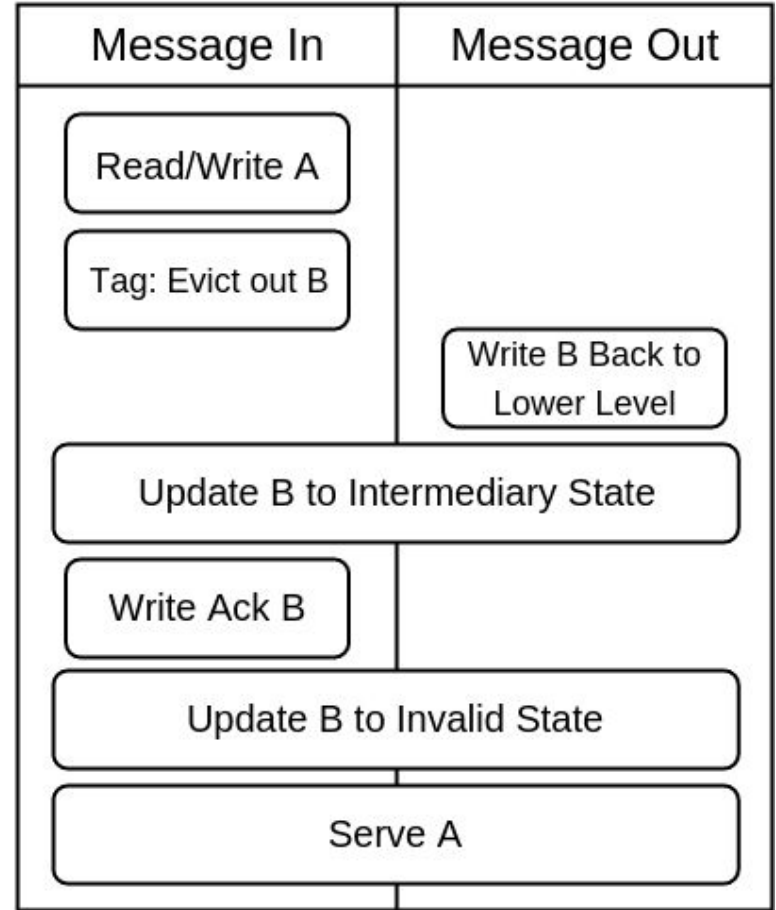 Message In
Message Out
Read/Write A
Tag: Evict out B
Write B Back to
Lower Level
Update B to Intermediary State
Write Ack B
Update B to Invalid State
Serve A